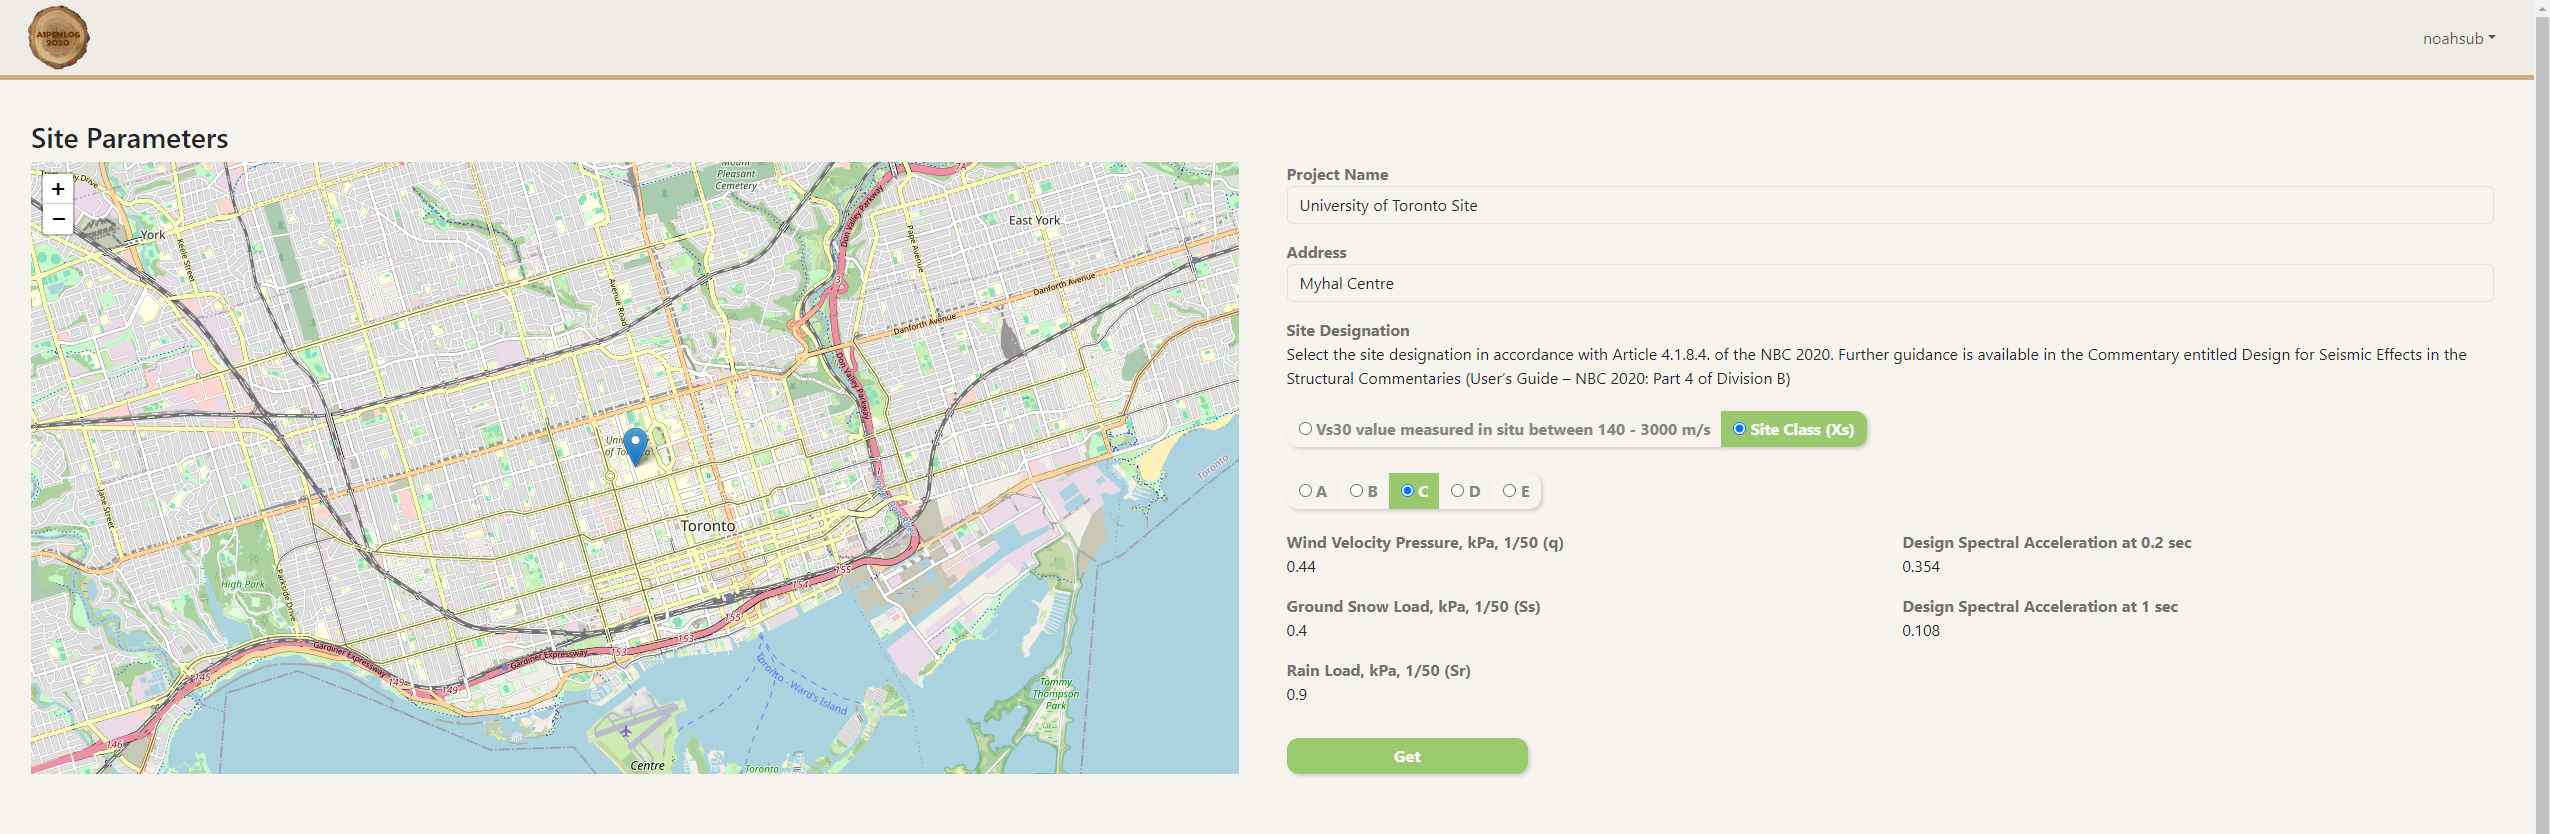 ASPENLOG
2020
noahsub
Site Parameters
+
−
York
Keele Street
Jane Street
High Park
Parkside Drive
Avenue Road
Mount
Pleasant
Cemetery
7A
Don Valley Parkway
Pape Avenue
East York
3
Danforth Avenue
Danforth Avenue
Don Valley Parkway
of
1
Toronto
Toronto
155
154
155
153
153
Gardiner Expressway
Gardiner Expressway
149
149
145
146
Toronto - Ward's Island
Tommy
Thompson
Park
Centre
Toronto
Project Name
University of Toronto Site
Address
Myhal Centre
Site Designation
Select the site designation in accordance with Article 4.1.8.4. of the NBC 2020. Further guidance is available in the Commentary entitled Design for Seismic Effects in the
Structural Commentaries (User's Guide – NBC 2020: Part 4 of Division B)
Vs30 value measured in situ between 140 - 3000 m/s Site Class (Xs)
A B C D E
Wind Velocity Pressure, kPa, 1/50 (q)
0.44
Design Spectral Acceleration at 0.2 sec
0.354
Ground Snow Load, kPa, 1/50 (Ss)
0.4
Design Spectral Acceleration at 1 sec
0.108
Rain Load, kPa, 1/50 (Sr)
0.9
Get